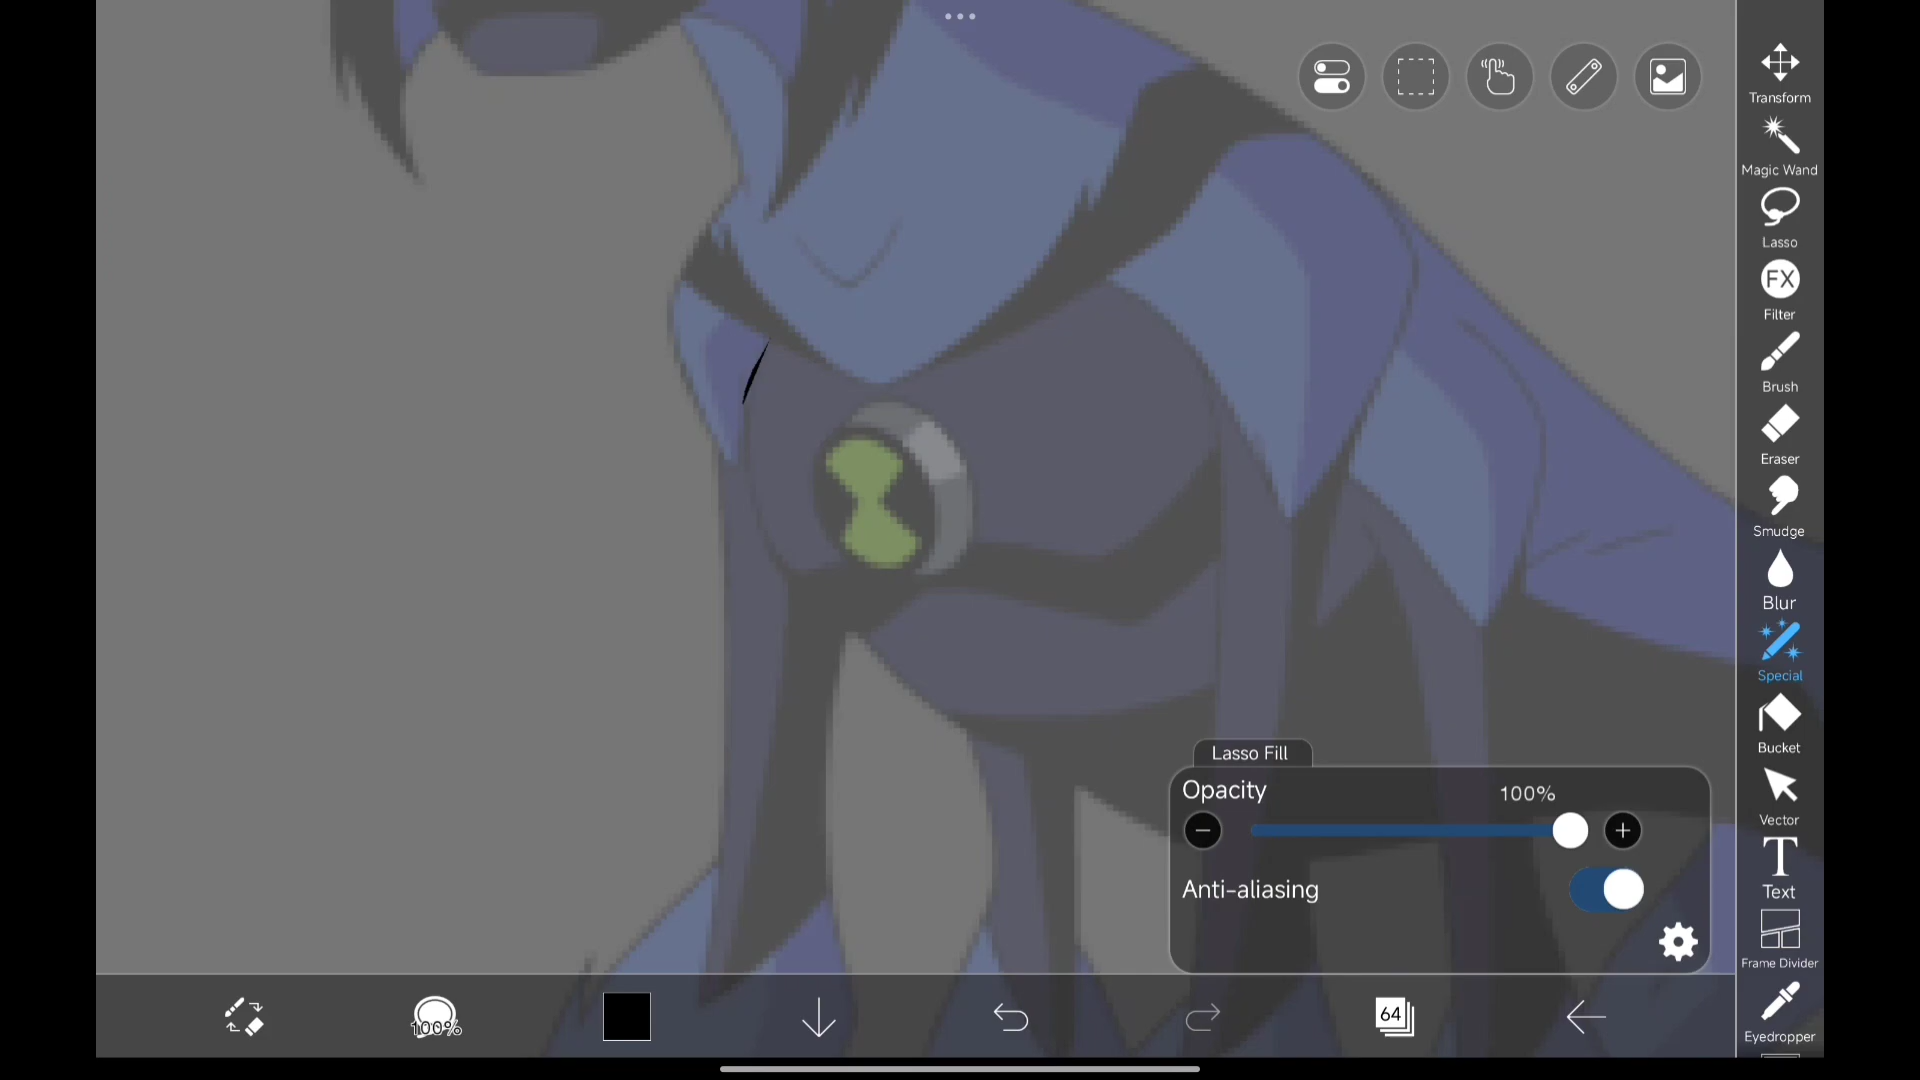 Transform
Magic Wand
Lasso
FX
Filter
Brush
Eraser
Smudge
Blur
Special
Bucket
Vector
T
Text
Frame Divider
Eyedropper
Lasso Fill
Opacity
100%
Anti-aliasing
100%
64